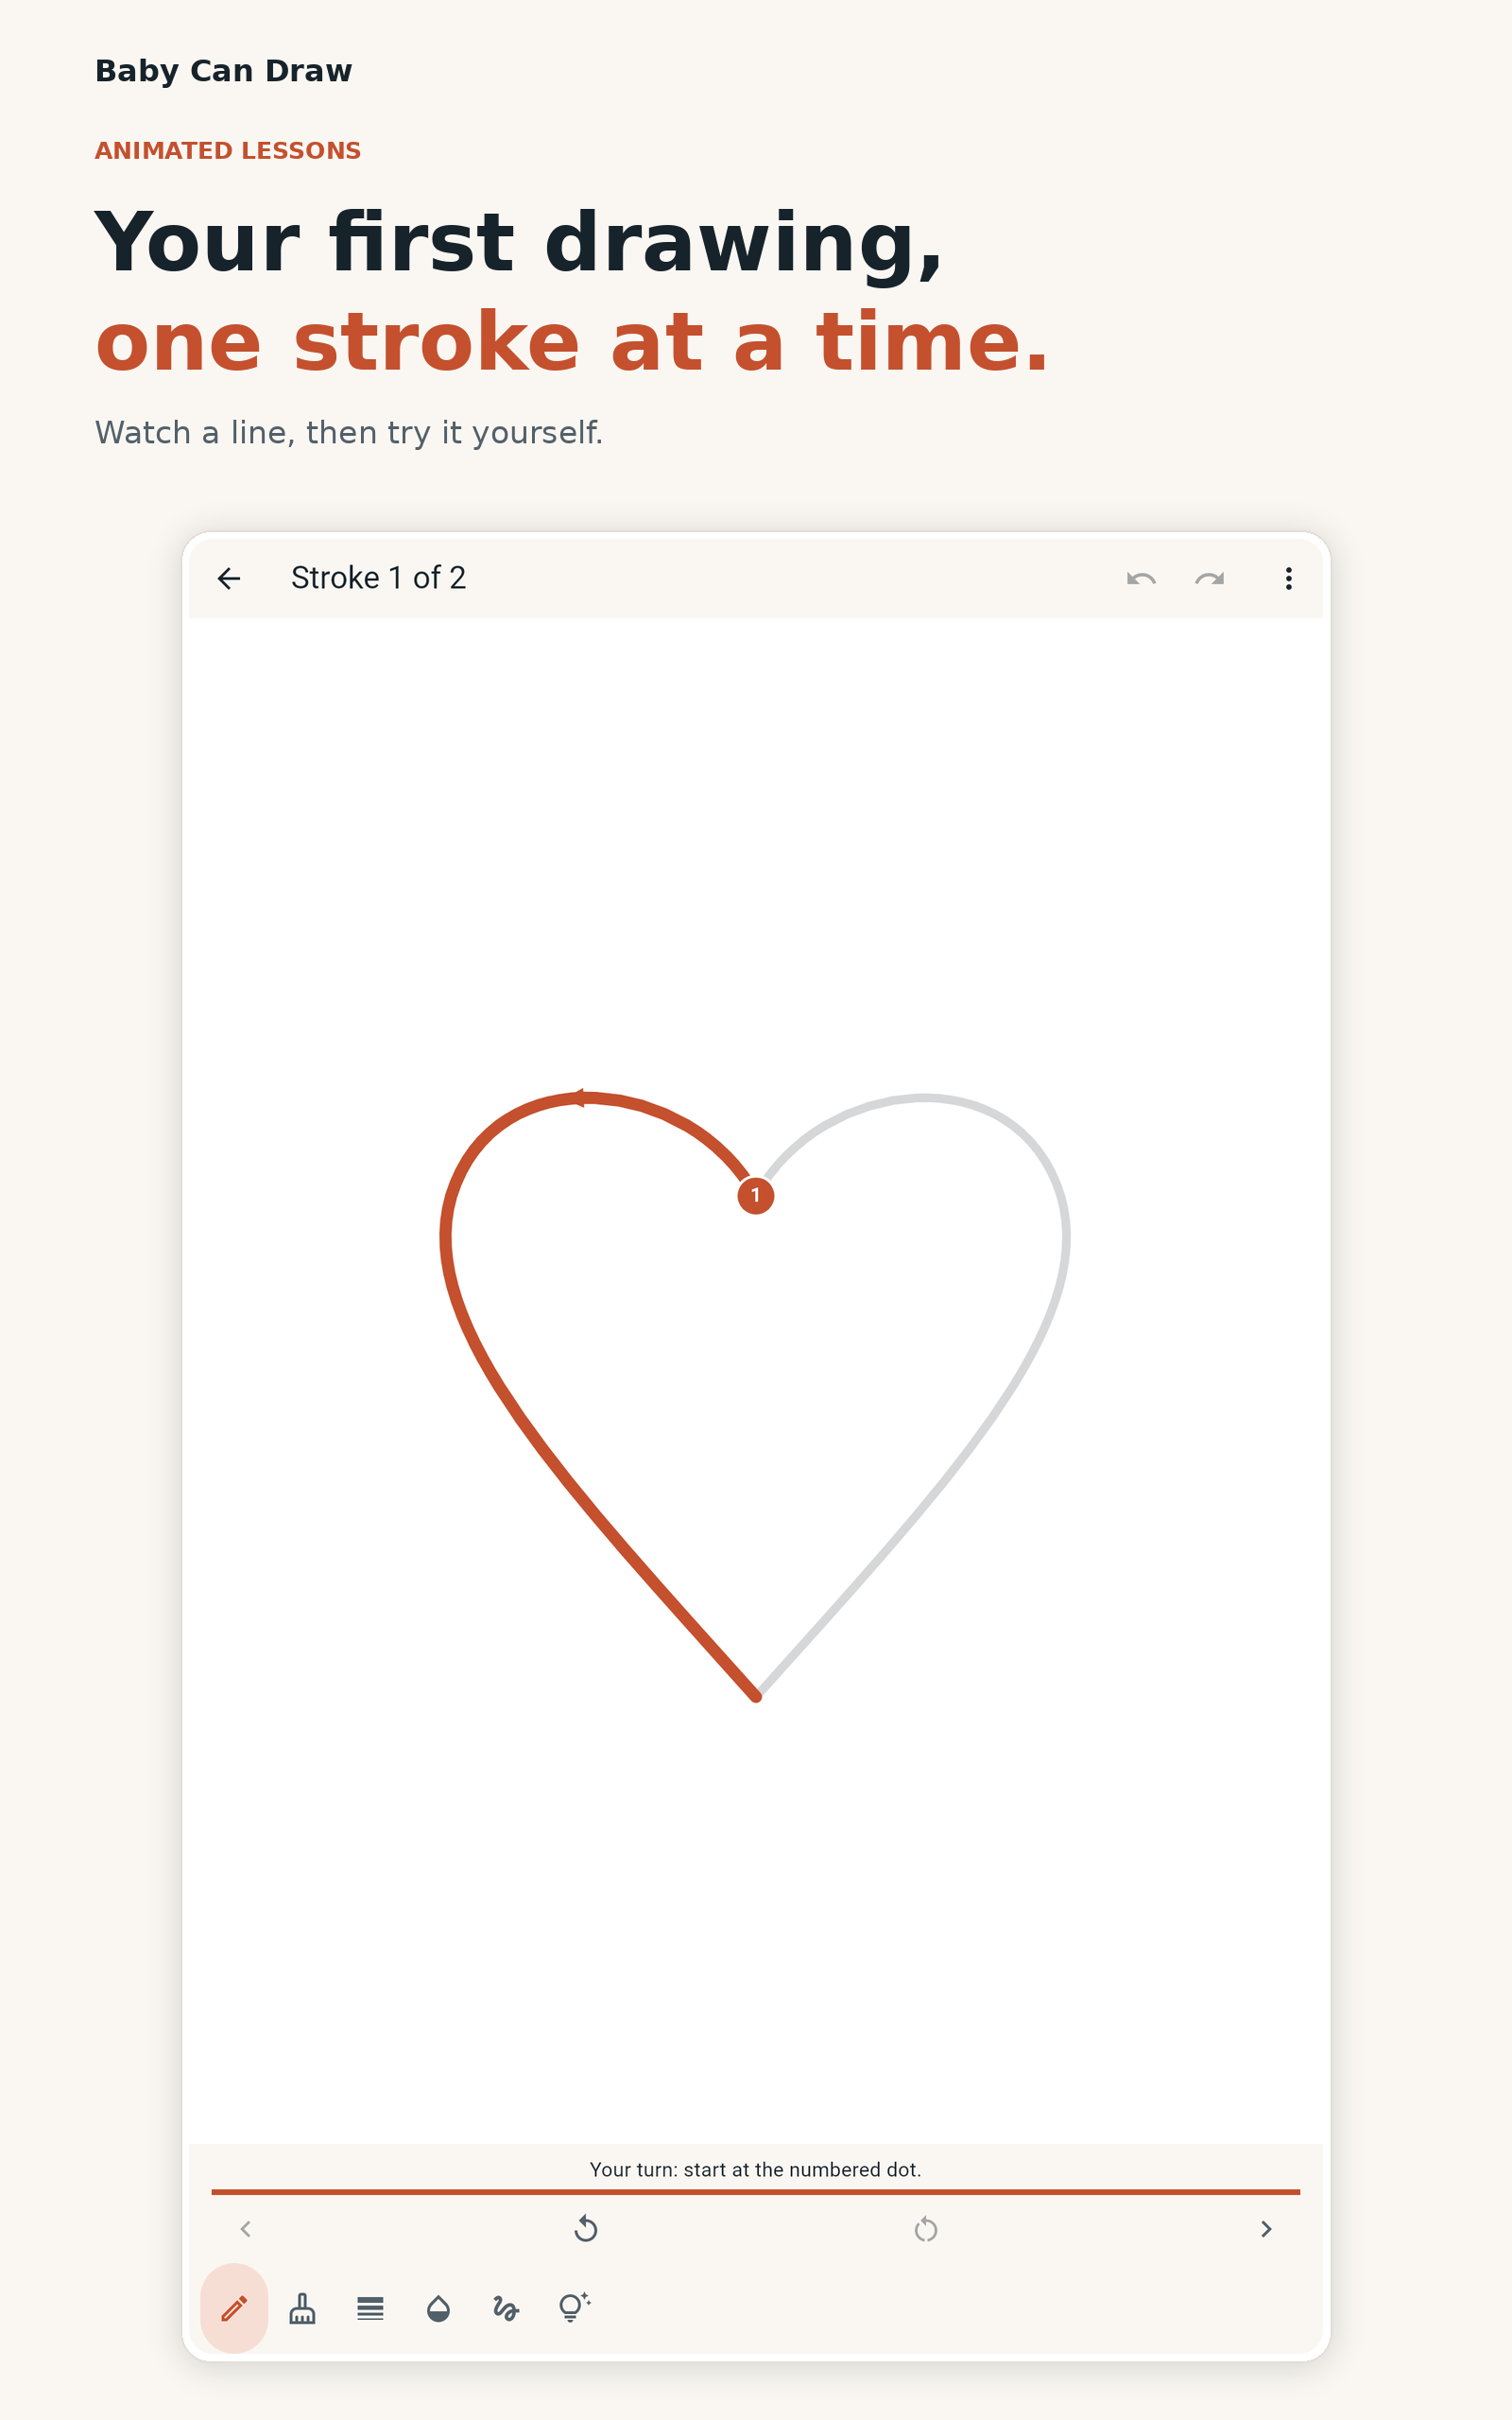 Baby Can Draw
ANIMATED LESSONS
Your first drawing,
one stroke at a time.
Watch a line, then try it yourself.
Stroke 1 of 2
1
Your turn: start at the numbered dot.